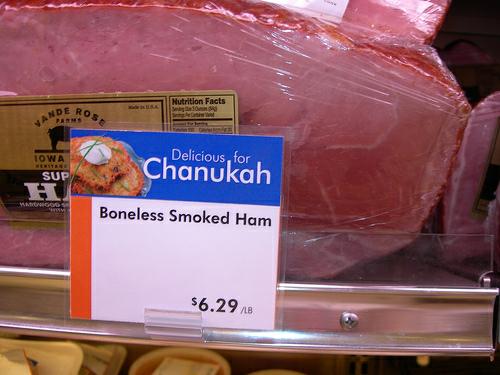 Made in U.S.A.
Nutrition Facts
VANDE ROSE
FARMS
IOWA
Delicious for
Chanukah
Boneless Smoked Ham
$6.29 /LB